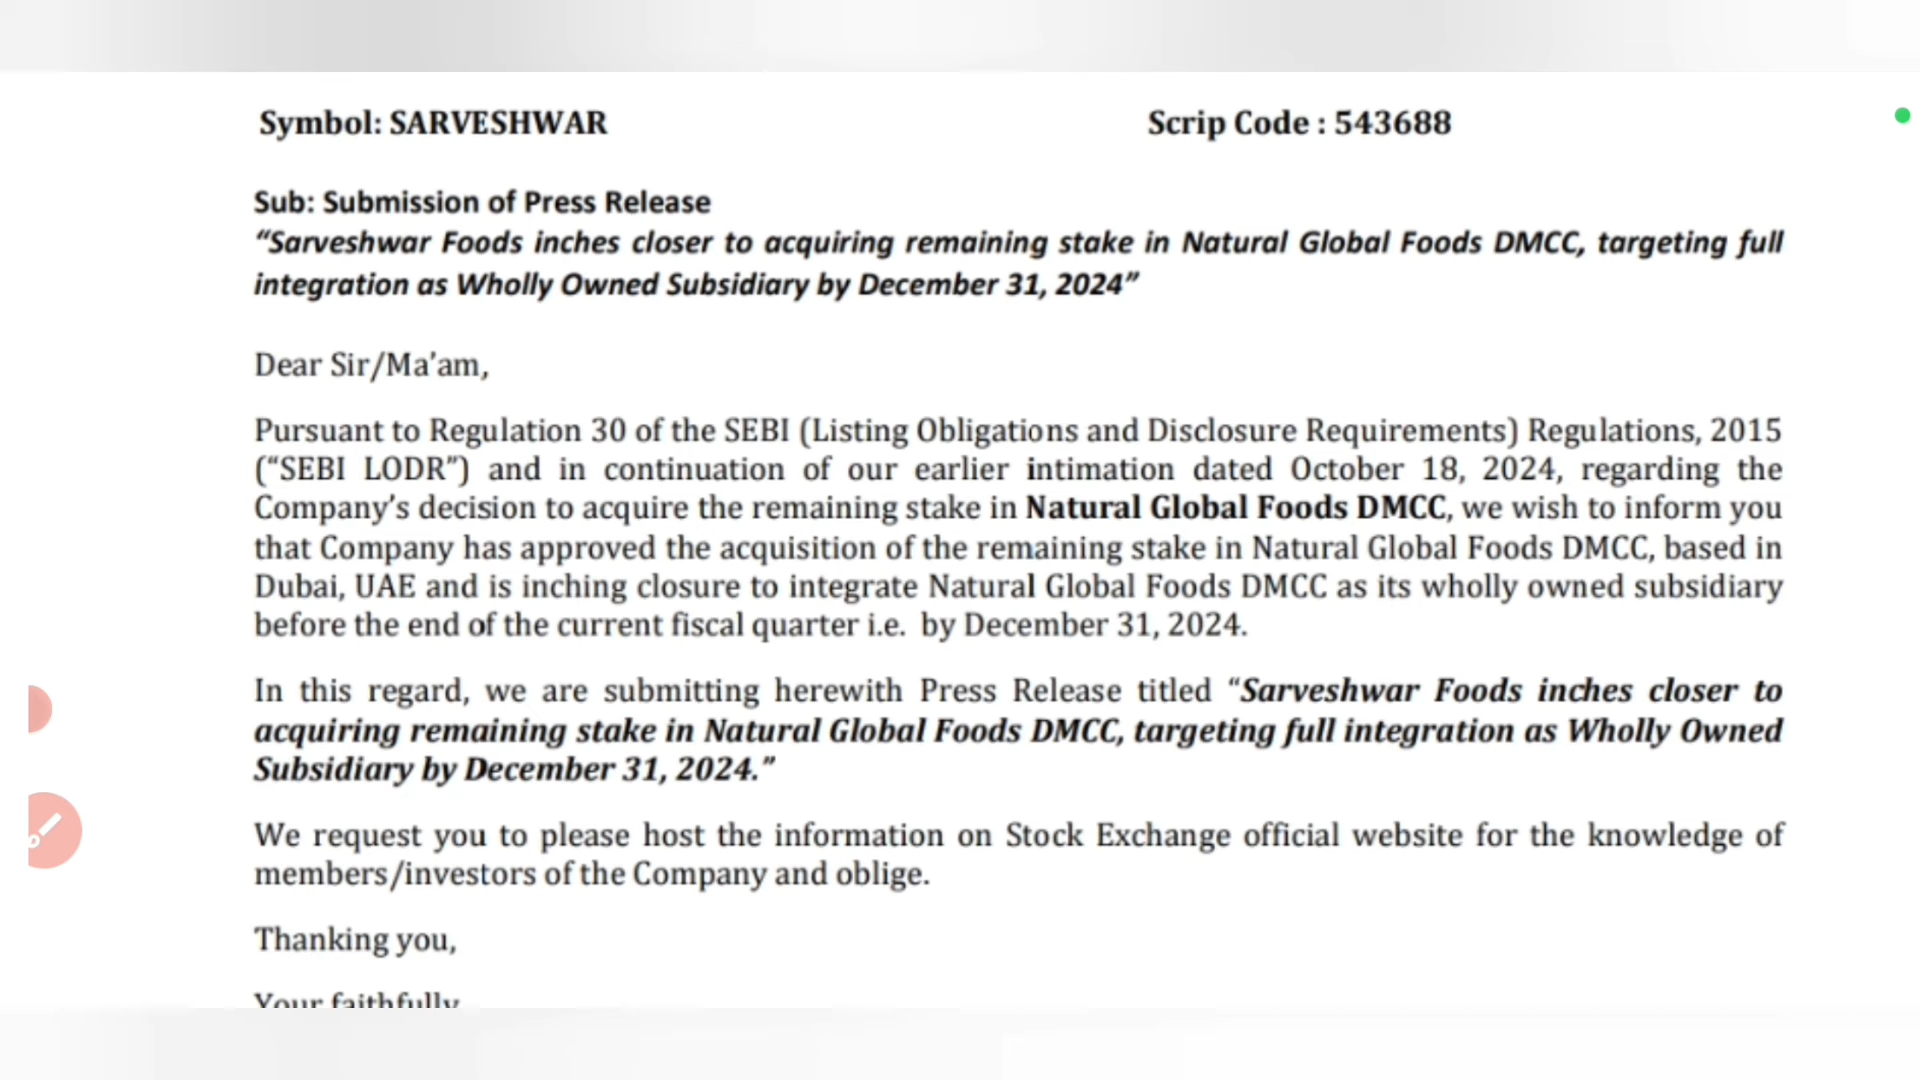 Symbol: SARVESHWAR Scrip Code : 543688
Sub: Submission of Press Release
“Sarveshwar Foods inches closer to acquiring remaining stake in Natural Global Foods DMCC, targeting full
integration as Wholly Owned Subsidiary by December 31, 2024”
Dear Sir/Ma’am,
Pursuant to Regulation 30 of the SEBI (Listing Obligations and Disclosure Requirements) Regulations, 2015
(“SEBI LODR”) and in continuation of our earlier intimation dated October 18, 2024, regarding the
Company’s decision to acquire the remaining stake in Natural Global Foods DMCC, we wish to inform you
that Company has approved the acquisition of the remaining stake in Natural Global Foods DMCC, based in
Dubai, UAE and is inching closure to integrate Natural Global Foods DMCC as its wholly owned subsidiary
before the end of the current fiscal quarter i.e. by December 31, 2024.
In this regard, we are submitting herewith Press Release titled “Sarveshwar Foods inches closer to
acquiring remaining stake in Natural Global Foods DMCC, targeting full integration as Wholly Owned
Subsidiary by December 31, 2024.”
We request you to please host the information on Stock Exchange official website for the knowledge of
members/investors of the Company and oblige.
Thanking you,
Your faithfully